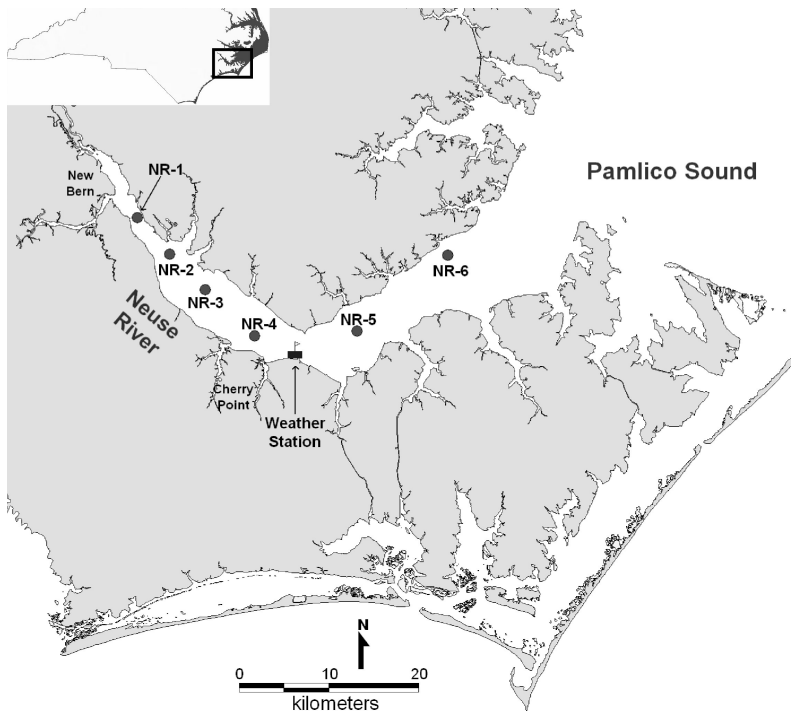 Pamlico Sound
New
Bern
NR-1
NR-2
NR-3
NR-4
NR-5
NR-6
Neuse
River
Cherry
Point
Weather
Station
N
0 10 20
kilometers